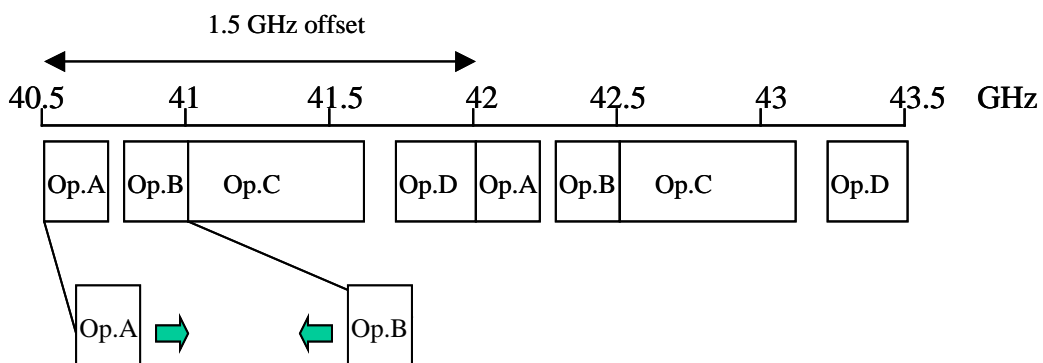 1.5 GHz offset
40.5 41 41.5 42 42.5 43 43.5 GHz
Op.A Op.B Op.C Op.D Op.A Op.B Op.C Op.D
Op.A Op.B